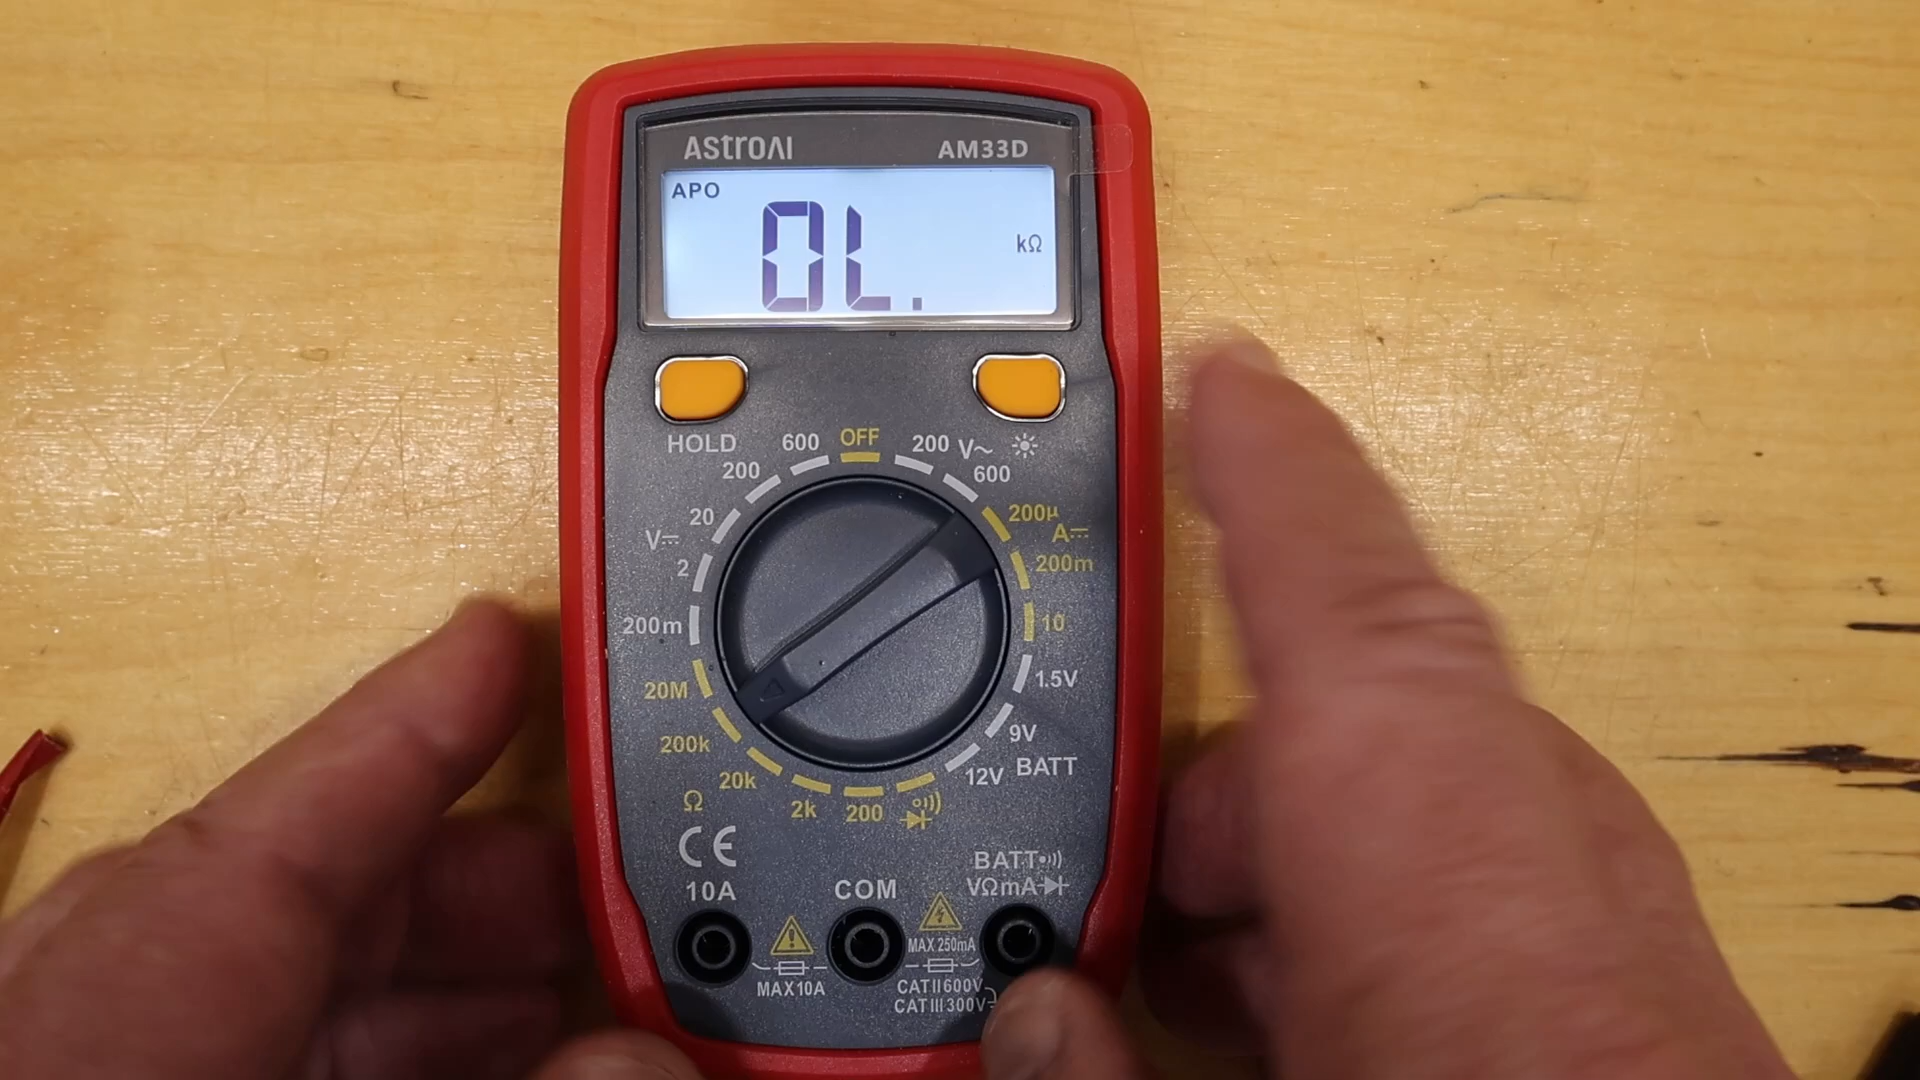 AstroAI AM33D
APO
0L.
kΩ
HOLD
600 OFF 200 V~
200 600
20 200µ
V⎓ A⎓
2 200m
200m 10
20M 1.5V
200k 9V
20k 12V BATT
Ω 2k 200
CE
BATT
10A COM VΩmA
MAX 250mA
MAX10A CATII600V
CATIII300V